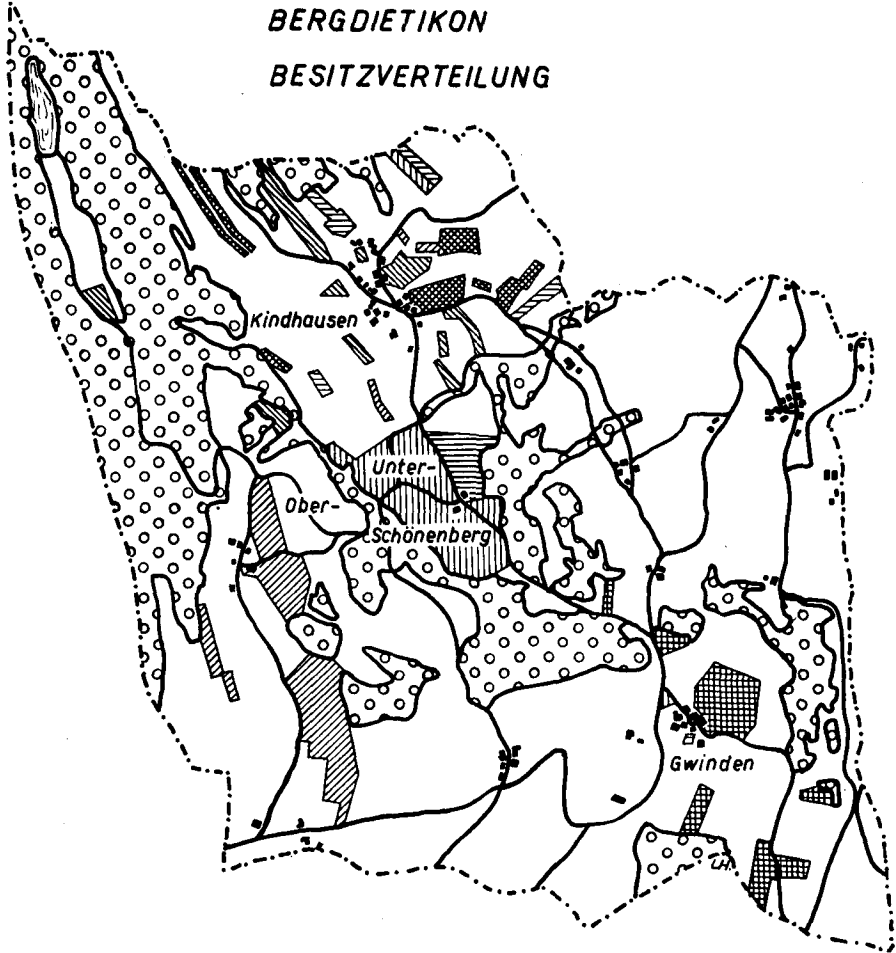 BERGDIETIKON
BESITZVERTEILUNG
Kindhausen
Unter-
Ober-
Schönenberg
Gwinden